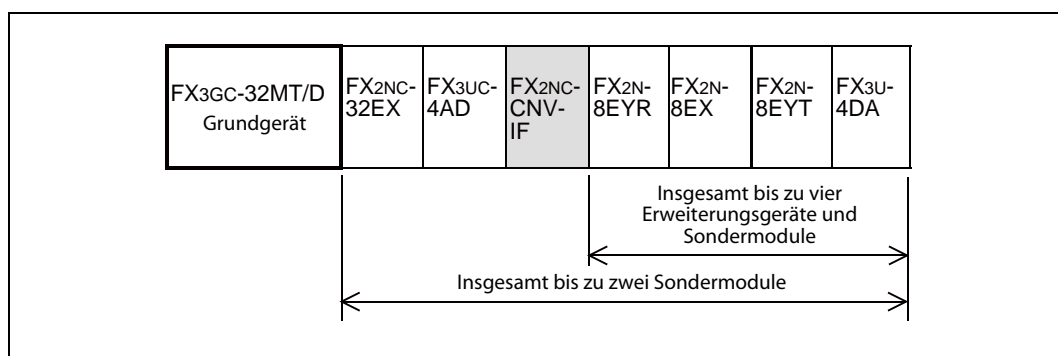 FX3GC-32MT/D
Grundgerät
FX2NC-
32EX
FX3UC-
4AD
FX2NC-
CNV-
IF
FX2N-
8EYR
FX2N-
8EX
FX2N-
8EYT
FX3U-
4DA
Insgesamt bis zu vier
Erweiterungsgeräte und
Sondermodule
Insgesamt bis zu zwei Sondermodule